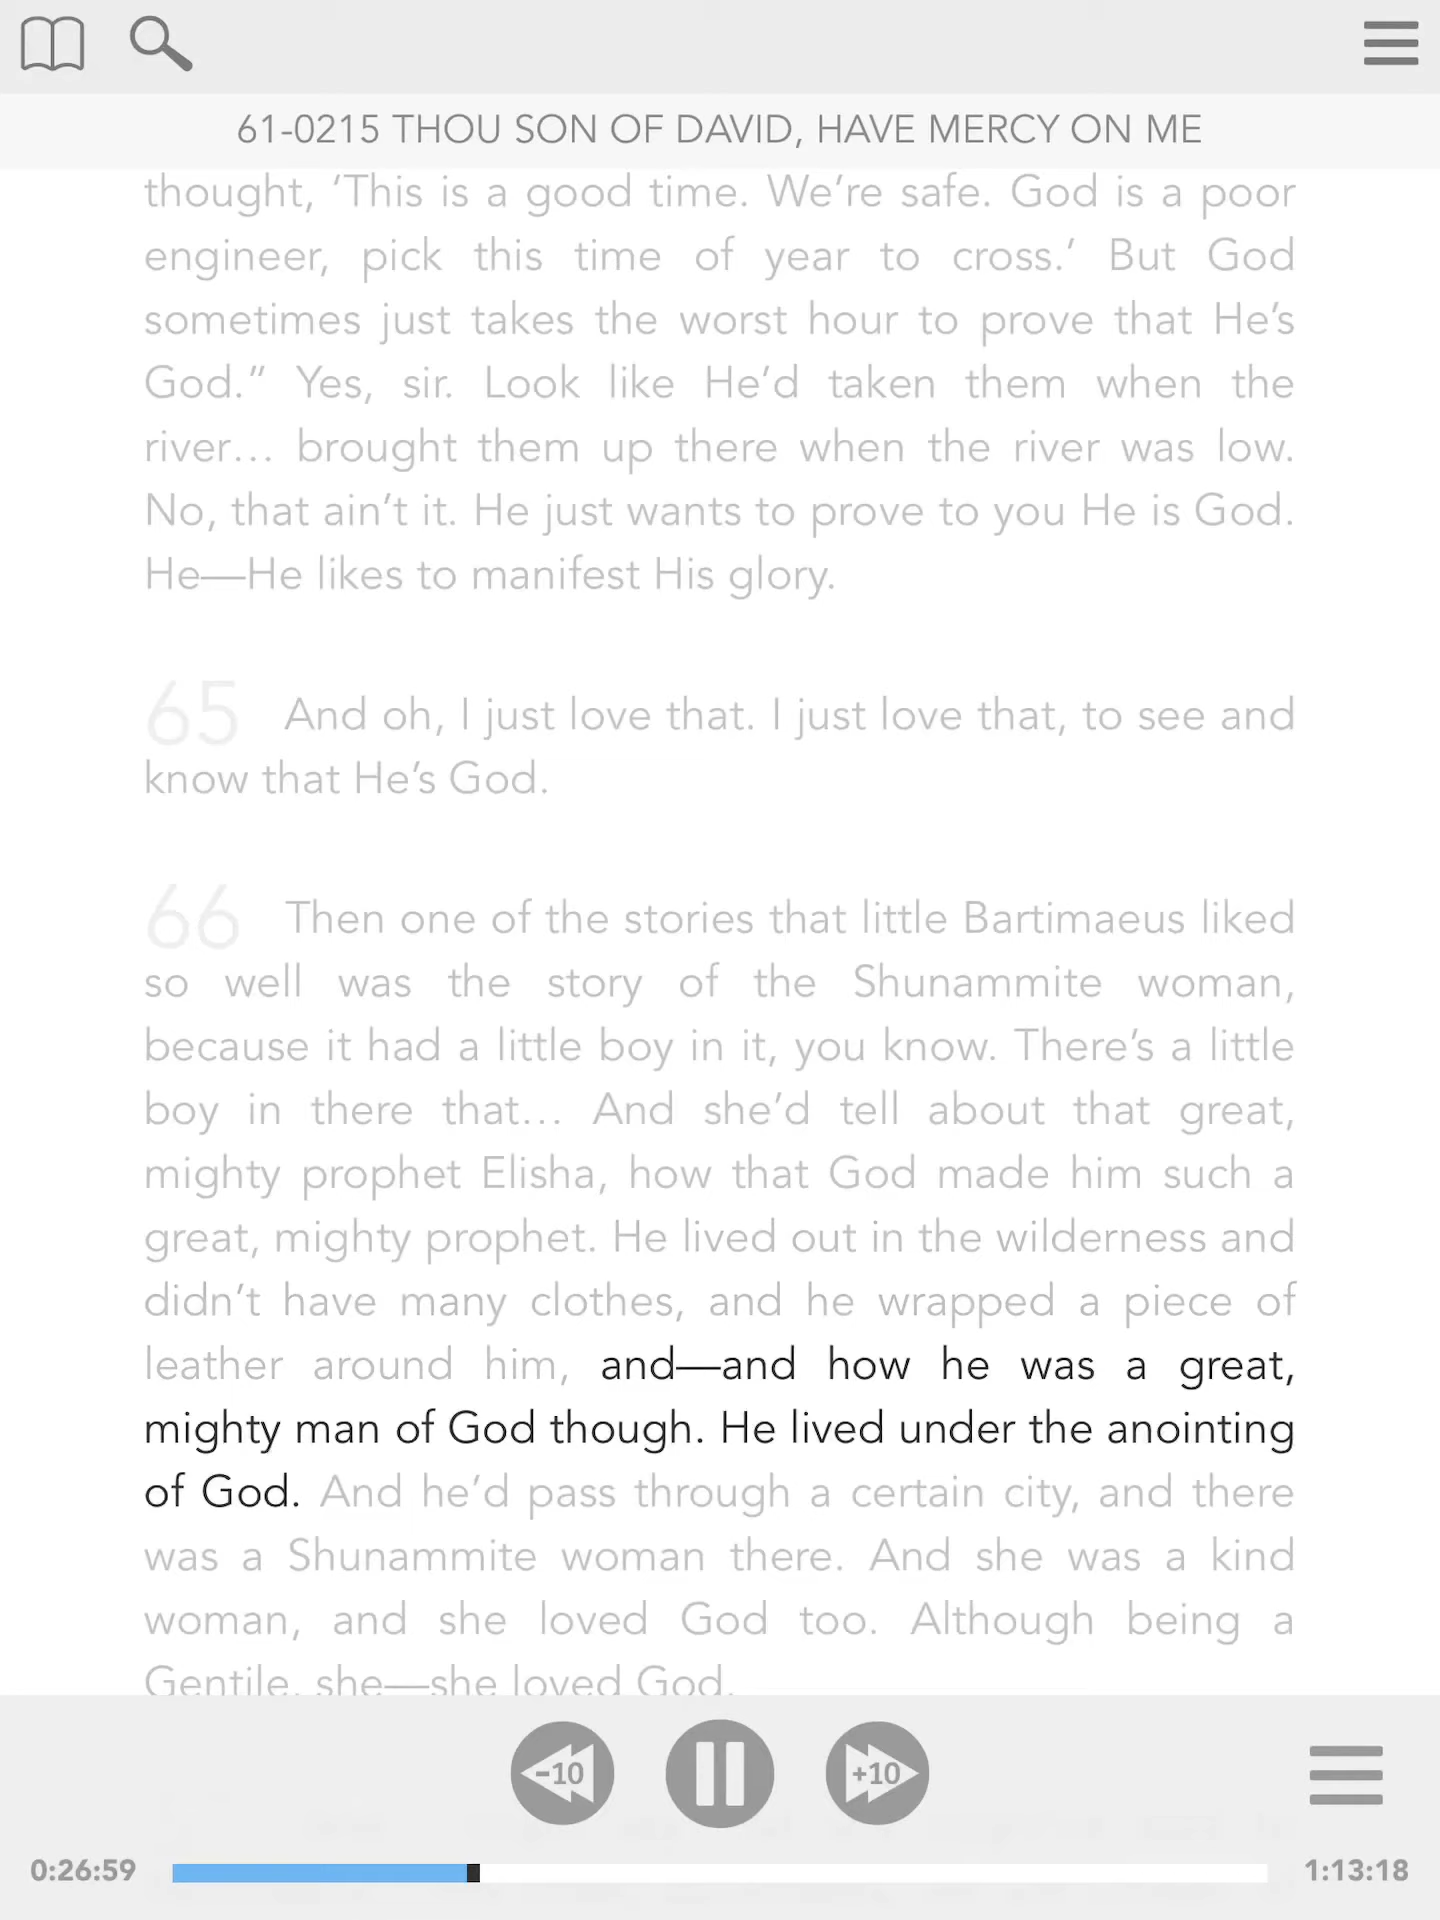 61-0215 THOU SON OF DAVID, HAVE MERCY ON ME
thought, ‘This is a good time. We’re safe. God is a poor
engineer, pick this time of year to cross.’ But God
sometimes just takes the worst hour to prove that He’s
God.” Yes, sir. Look like He’d taken them when the
river… brought them up there when the river was low.
No, that ain’t it. He just wants to prove to you He is God.
He—He likes to manifest His glory.
65 And oh, I just love that. I just love that, to see and
know that He’s God.
66 Then one of the stories that little Bartimaeus liked
so well was the story of the Shunammite woman,
because it had a little boy in it, you know. There’s a little
boy in there that… And she’d tell about that great,
mighty prophet Elisha, how that God made him such a
great, mighty prophet. He lived out in the wilderness and
didn’t have many clothes, and he wrapped a piece of
leather around him, and—and how he was a great,
mighty man of God though. He lived under the anointing
of God. And he’d pass through a certain city, and there
was a Shunammite woman there. And she was a kind
woman, and she loved God too. Although being a
Gentile, she—she loved God.
-10 +10
0:26:59 1:13:18